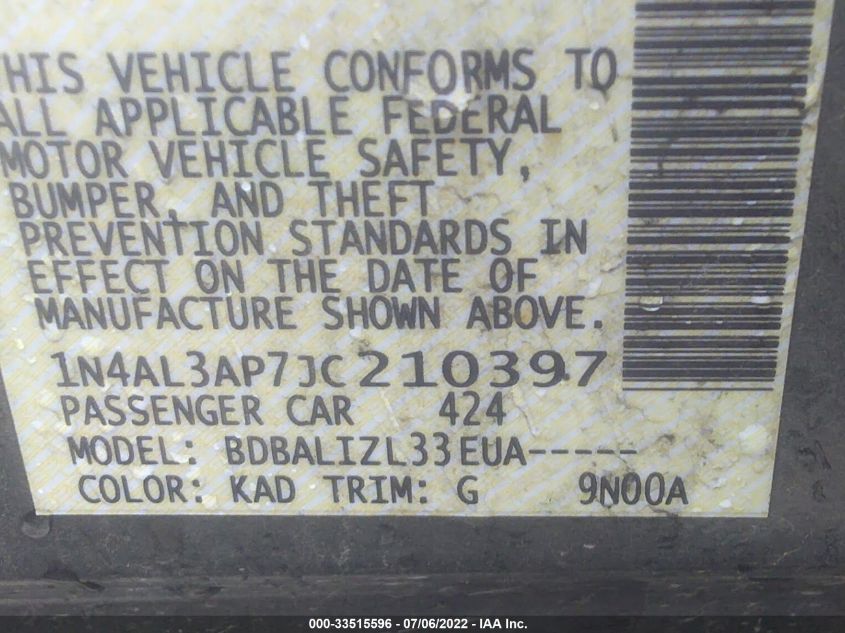 THIS VEHICLE CONFORMS TO
ALL APPLICABLE FEDERAL
MOTOR VEHICLE SAFETY,
BUMPER, AND THEFT
PREVENTION STANDARDS IN
EFFECT ON THE DATE OF
MANUFACTURE SHOWN ABOVE.
1N4AL3AP7JC210397
PASSENGER CAR 424
MODEL: BDBALIZL33EUA-----
COLOR: KAD TRIM: G 9N00A
000-33515596 - 07/06/2022 - IAA Inc.